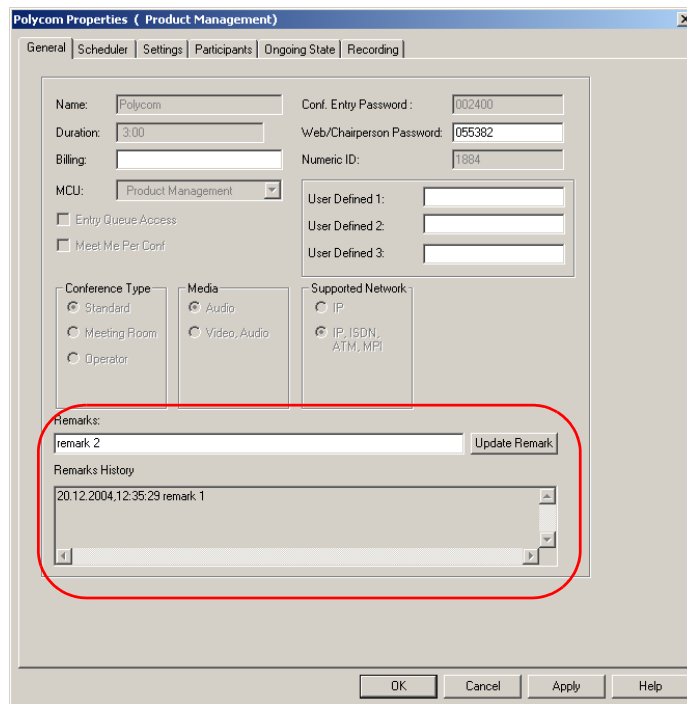 Polycom Properties ( Product Management)
General Scheduler Settings Participants Ongoing State Recording
Name: Polycom Conf. Entry Password : 002400
Duration: 3:00 Web/Chairperson Password: 055382
Billing: Numeric ID: 1884
MCU: Product Management
User Defined 1:
Entry Queue Access
User Defined 2:
Meet Me Per Conf
User Defined 3:
Conference Type Media Supported Network
Standard Audio IP
Meeting Room Video, Audio IP, ISDN,
ATM, MPI
Operator
Remarks:
remark 2 Update Remark
Remarks History
20.12.2004,12:35:29 remark 1
OK Cancel Apply Help